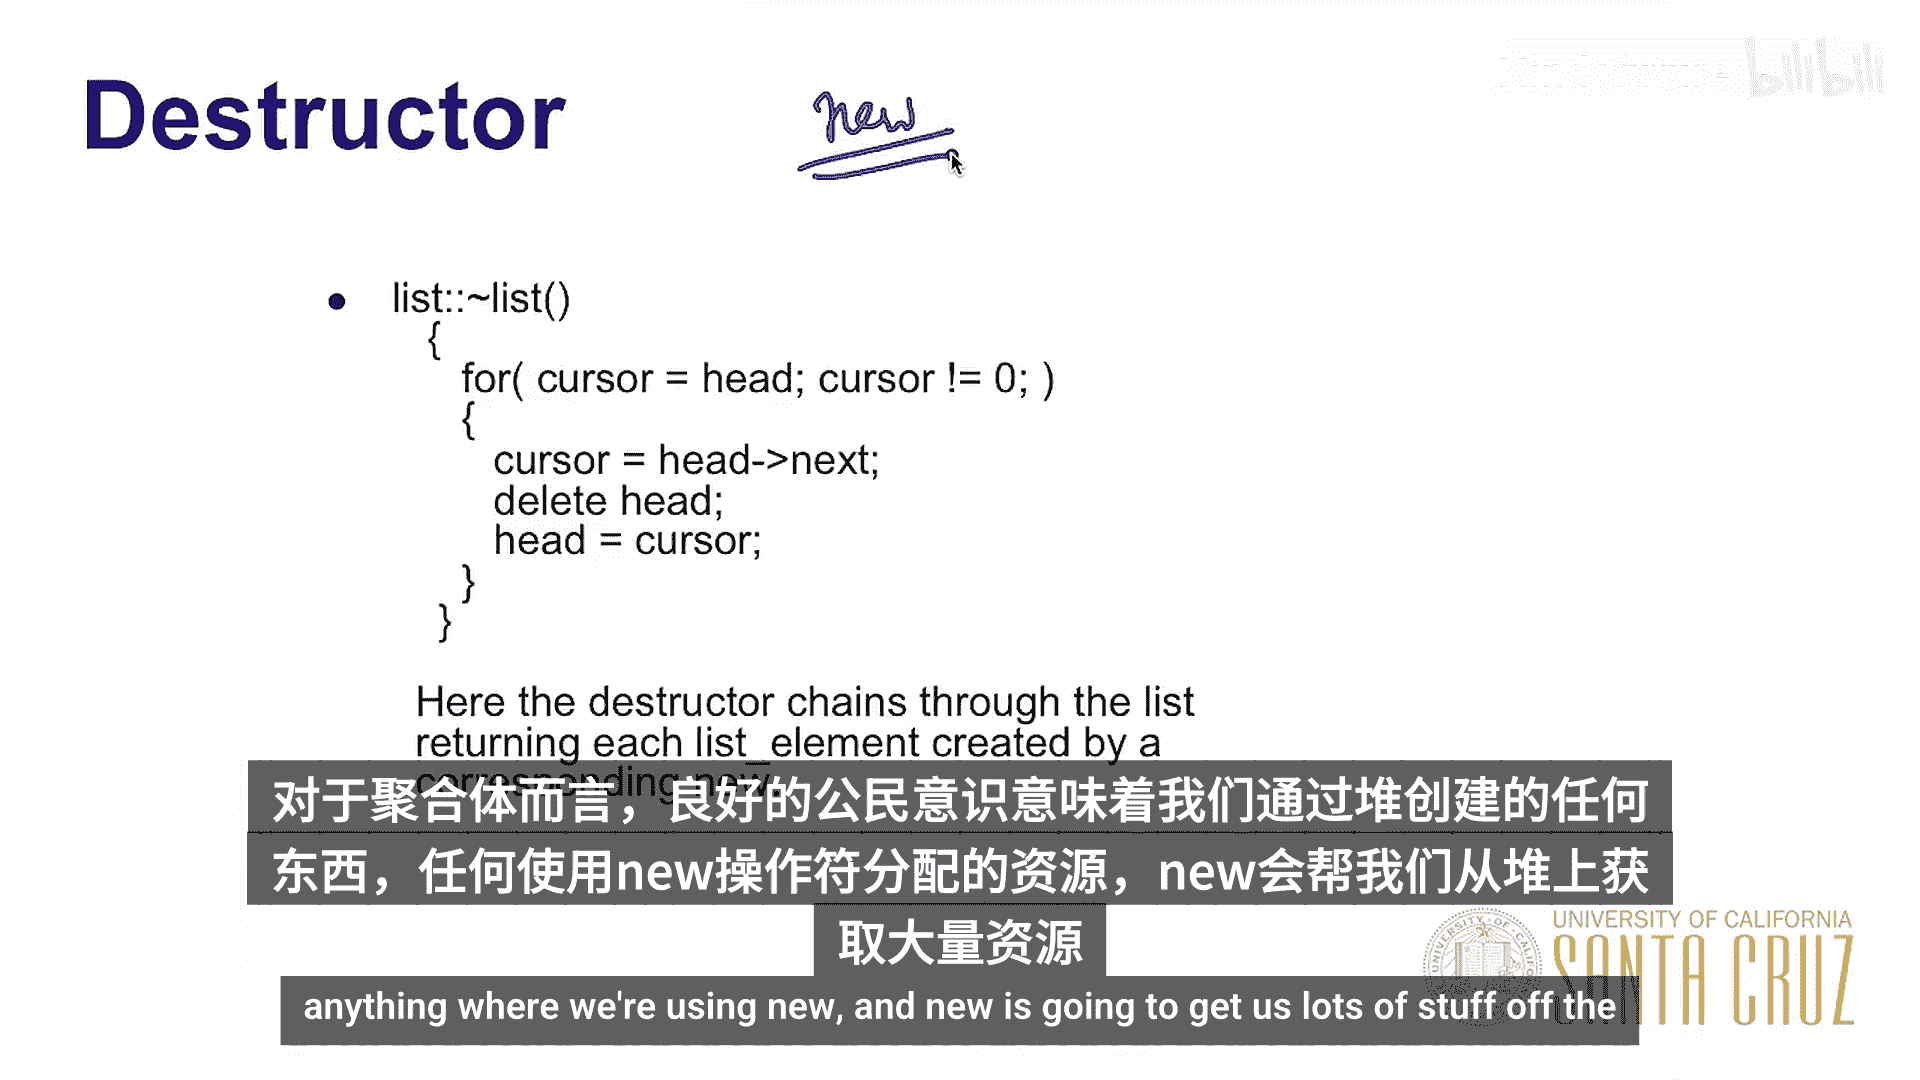 Destructor
new
bilibili
• list::~list()
{
for( cursor = head; cursor != 0; )
{
cursor = head->next;
delete head;
head = cursor;
}
}
Here the destructor chains through the list
returning each list_element created by a
corresponding new.
对于聚合体而言，良好的公民意识意味着我们通过堆创建的任何
东西，任何使用new操作符分配的资源，new会帮我们从堆上获
取大量资源
anything where we're using new, and new is going to get us lots of stuff off the
UNIVERSITY OF CALIFORNIA
SANTA CRUZ